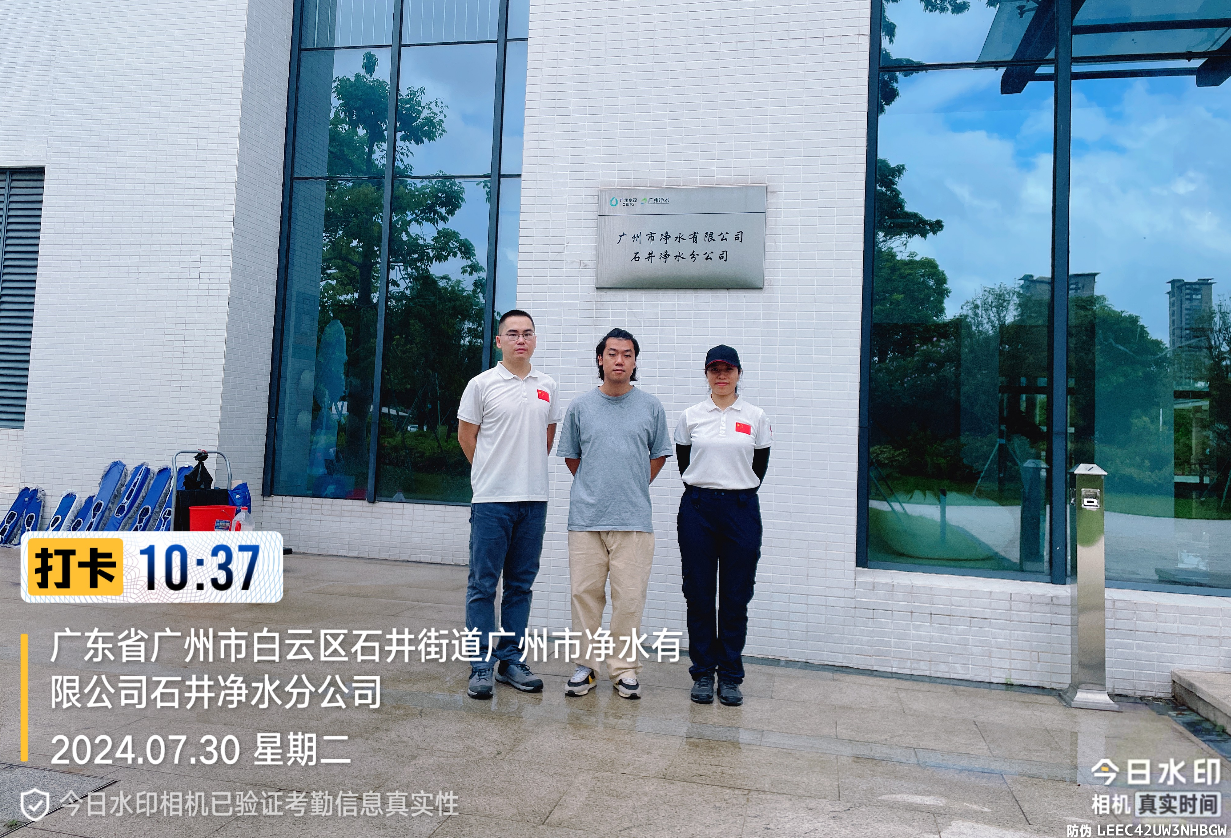 广州市净水有限公司
石井净水分公司
打卡 10:37
广东省广州市白云区石井街道广州市净水有
限公司石井净水分公司
2024.07.30 星期二
今日水印相机已验证考勤信息真实性
今日水印
相机 真实时间
防伪 LEEC42UW3NHBGW